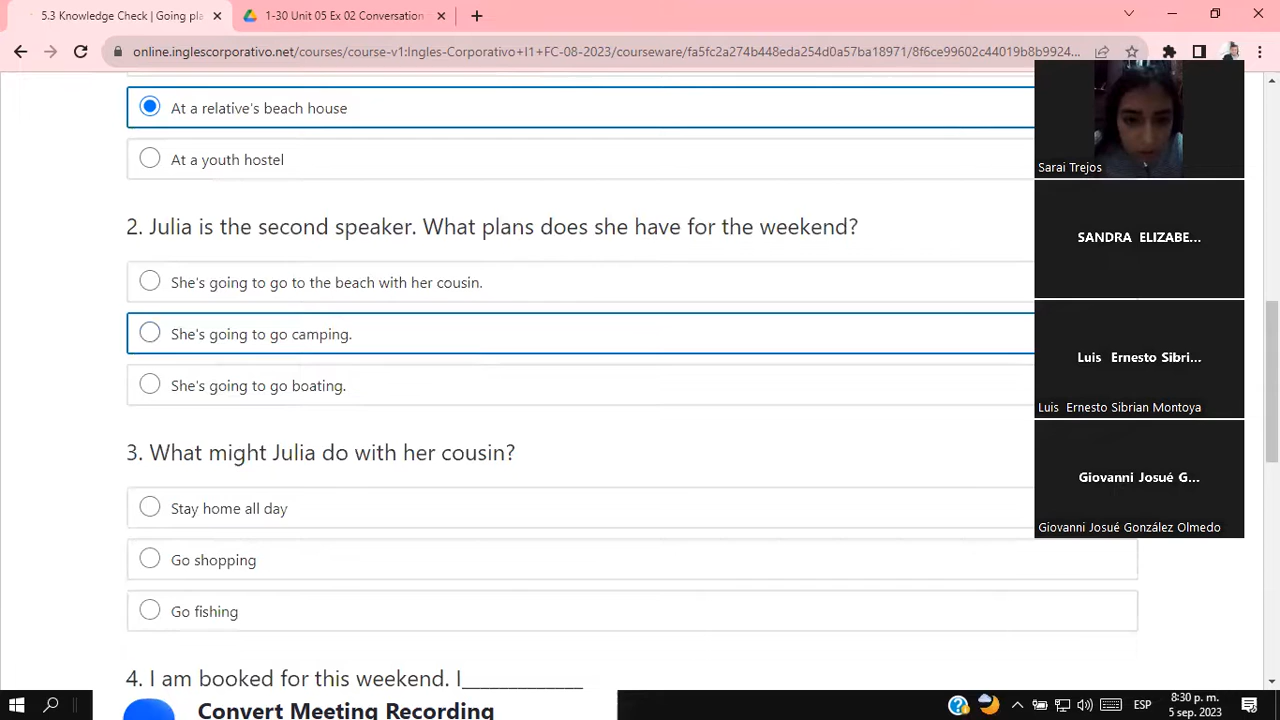 5.3 Knowledge Check | Going pla
1-30 Unit 05 Ex 02 Conversation
online.inglescorporativo.net/courses/course-v1:Ingles-Corporativo+I1+FC-08-2023/courseware/fa5fc2a274b448eda254d0a57ba18971/8f6ce99602c44019b8b9924...
At a relative's beach house
At a youth hostel
Sarai Trejos
2. Julia is the second speaker. What plans does she have for the weekend?
SANDRA ELIZABE...
She's going to go to the beach with her cousin.
She's going to go camping.
Luis Ernesto Sibri...
She's going to go boating.
Luis Ernesto Sibrian Montoya
3. What might Julia do with her cousin?
Giovanni Josué G...
Stay home all day
Giovanni Josué González Olmedo
Go shopping
Go fishing
4. I am booked for this weekend. I_____________
Convert Meeting Recording
ESP
8:30 p. m.
5 sep. 2023